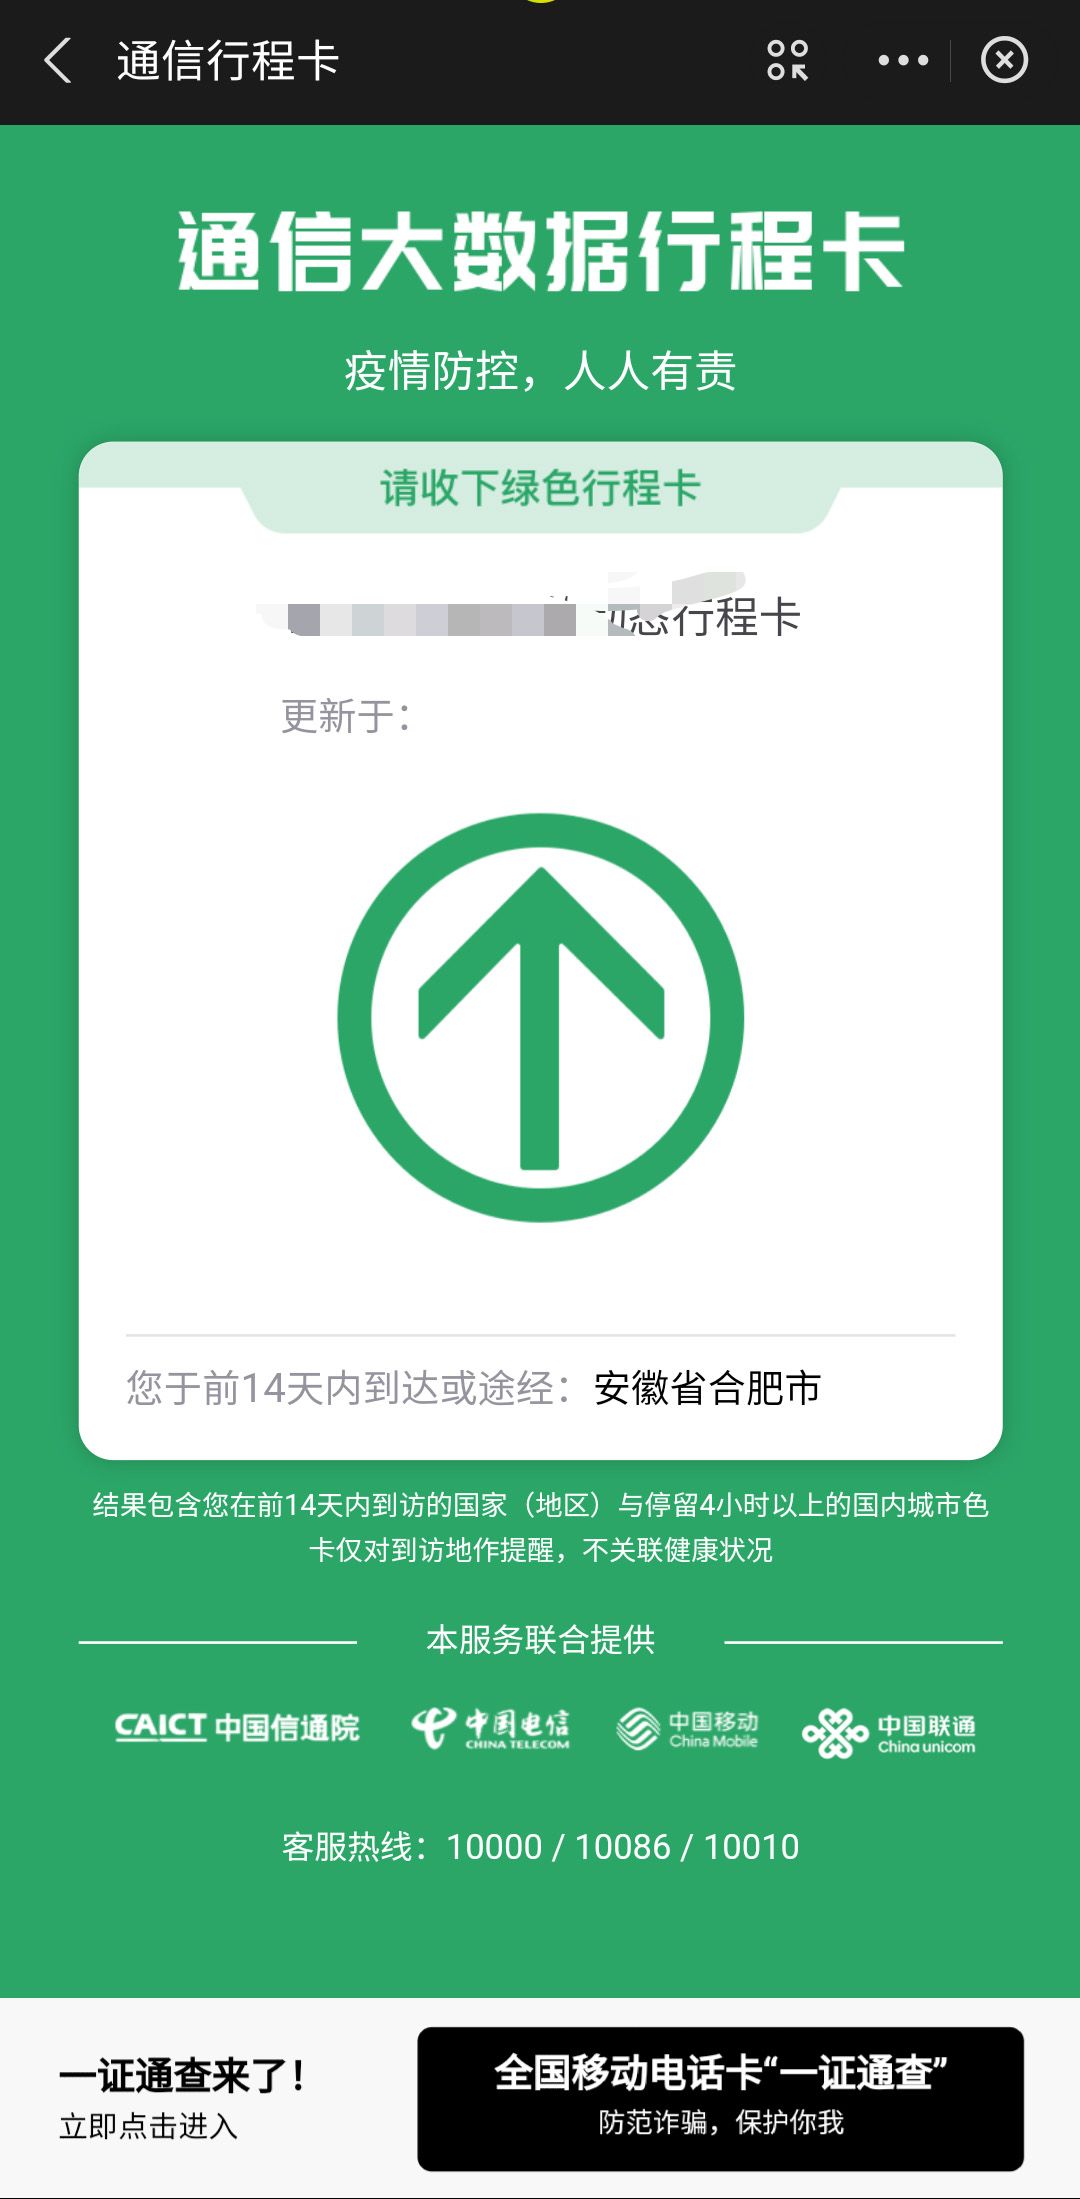 通信行程卡
通信大数据行程卡
疫情防控，人人有责
请收下绿色行程卡
动态行程卡
更新于：
您于前14天内到达或途经：安徽省合肥市
结果包含您在前14天内到访的国家（地区）与停留4小时以上的国内城市色
卡仅对到访地作提醒，不关联健康状况
本服务联合提供
CAICT 中国信通院
中国电信
CHINA TELECOM
中国移动
China Mobile
中国联通
China unicom
客服热线：10000 / 10086 / 10010
一证通查来了！
立即点击进入
全国移动电话卡“一证通查”
防范诈骗，保护你我